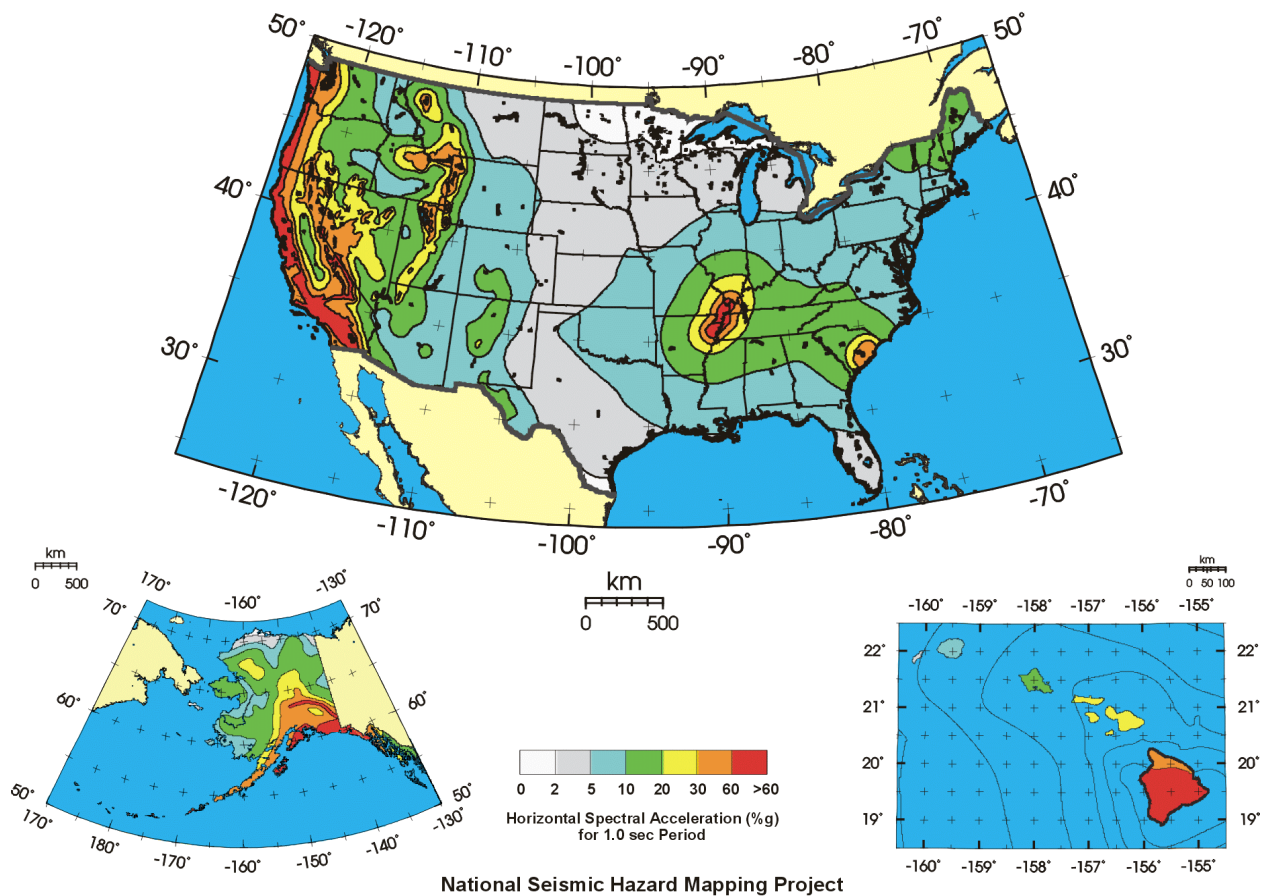 50° -120° -110° -100° -90° -80° -70° 50°
40° 40°
30° 30°
-120° -110° -100° -90° -80° -70°
km
0 500
170° -160° -130°
70° 70°
60° 60°
50° 50°
170° 180° -170° -160° -150° -140° -130°
km
0 500
0 2 5 10 20 30 60 >60
Horizontal Spectral Acceleration (%g)
for 1.0 sec Period
km
0 50 100
-160° -159° -158° -157° -156° -155°
22° 22°
21° 21°
20° 20°
19° 19°
-160° -159° -158° -157° -156° -155°
National Seismic Hazard Mapping Project